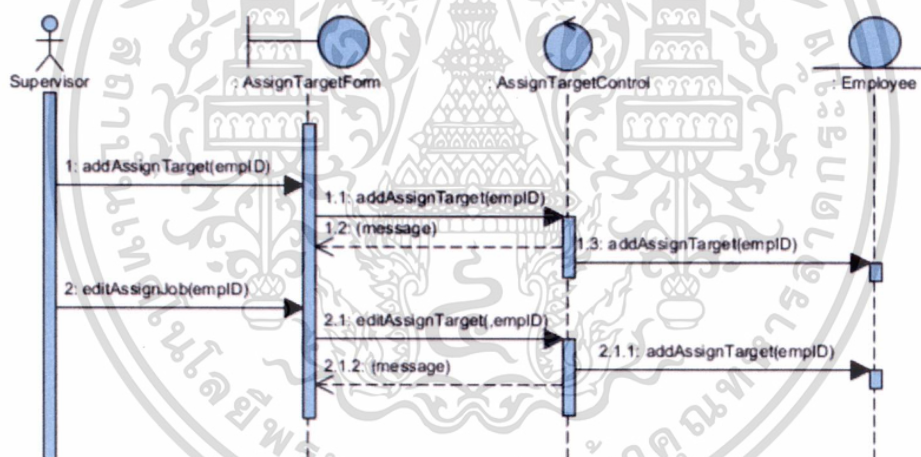 Supervisor
: AssignTargetForm
: AssignTargetControl
: Employee
1: addAssignTarget(empID)
1.1: addAssignTarget(empID)
1.2: (message)
1.3: addAssignTarget(empID)
2: editAssignJob(empID)
2.1: editAssignTarget(,empID)
2.1.1: addAssignTarget(empID)
2.1.2: (message)